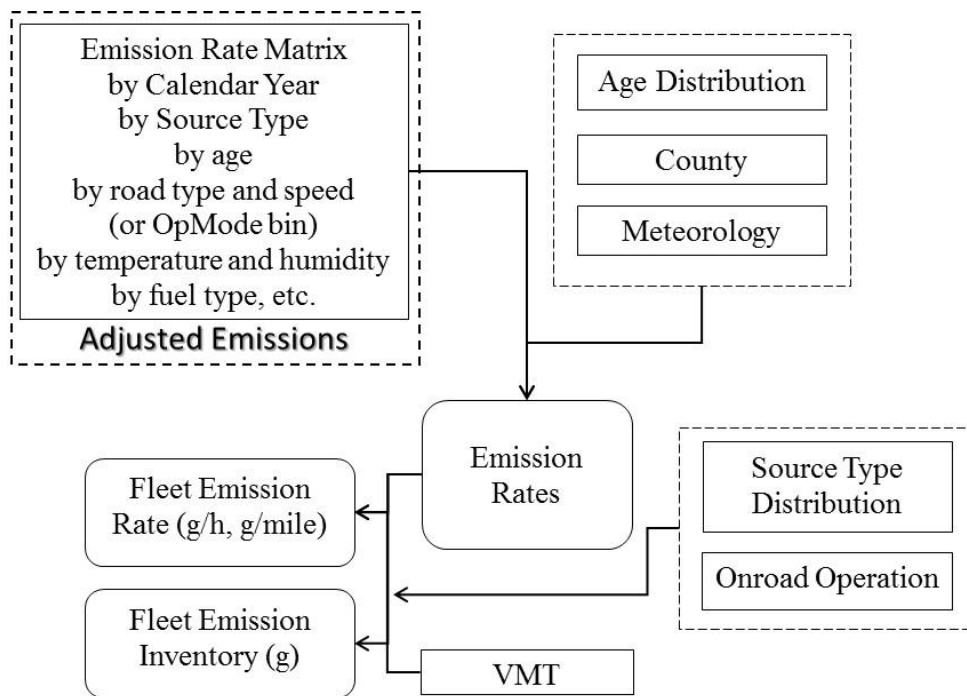 Emission Rate Matrix
by Calendar Year
by Source Type
by age
by road type and speed
(or OpMode bin)
by temperature and humidity
by fuel type, etc.
Adjusted Emissions
Age Distribution
County
Meteorology
Emission
Rates
Source Type
Distribution
Onroad Operation
Fleet Emission
Rate (g/h, g/mile)
Fleet Emission
Inventory (g)
VMT